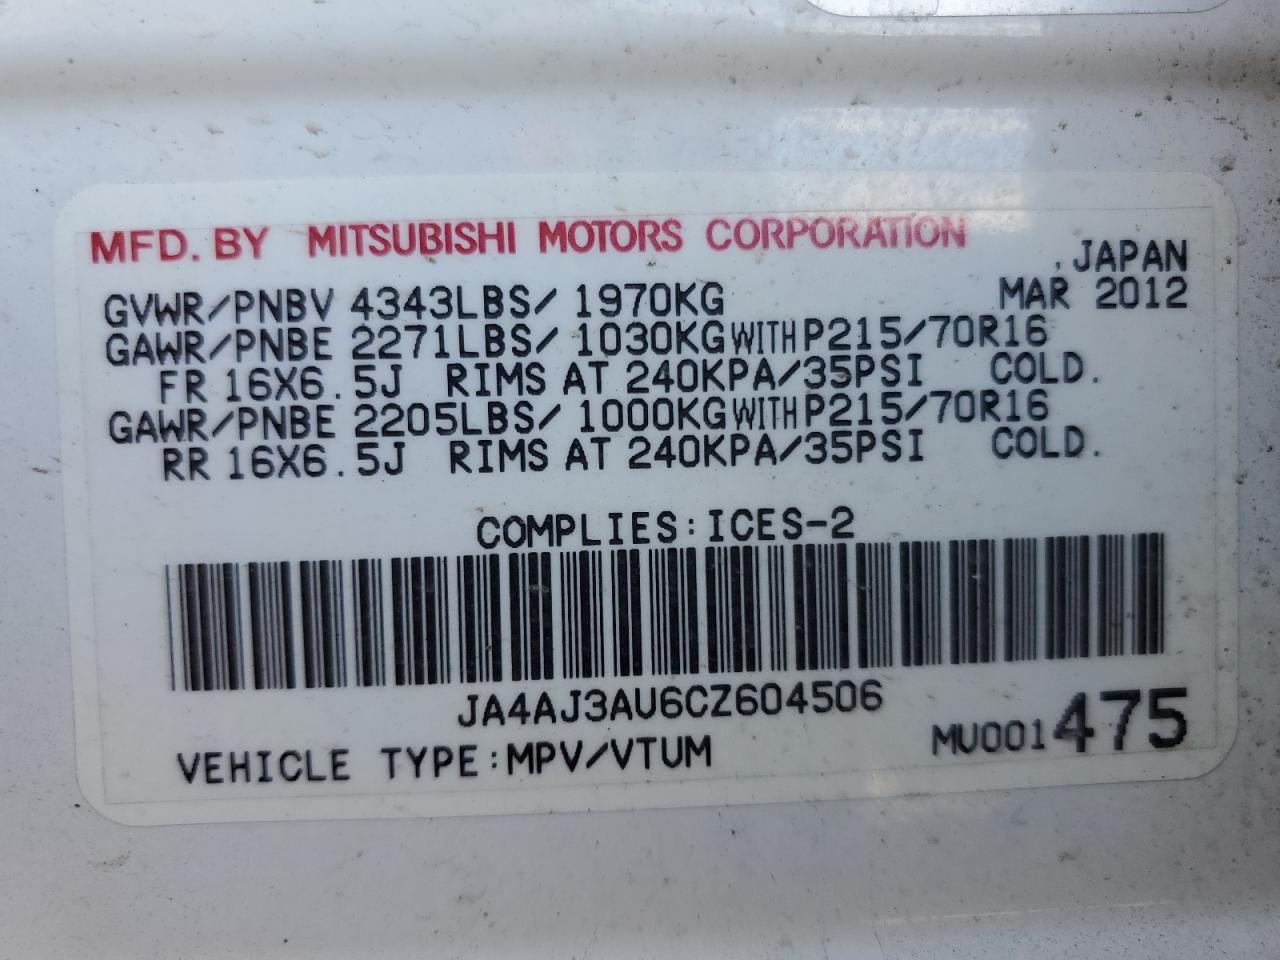 MFD. BY MITSUBISHI MOTORS CORPORATION
, JAPAN
GVWR/PNBV 4343LBS/ 1970KG MAR 2012
GAWR/PNBE 2271LBS/ 1030KG WITH P215/70R16
FR 16X6.5J RIMS AT 240KPA/35PSI COLD.
GAWR/PNBE 2205LBS/ 1000KG WITH P215/70R16
RR 16X6.5J RIMS AT 240KPA/35PSI COLD.
COMPLIES:ICES-2
JA4AJ3AU6CZ604506
MU001475
VEHICLE TYPE:MPV/VTUM